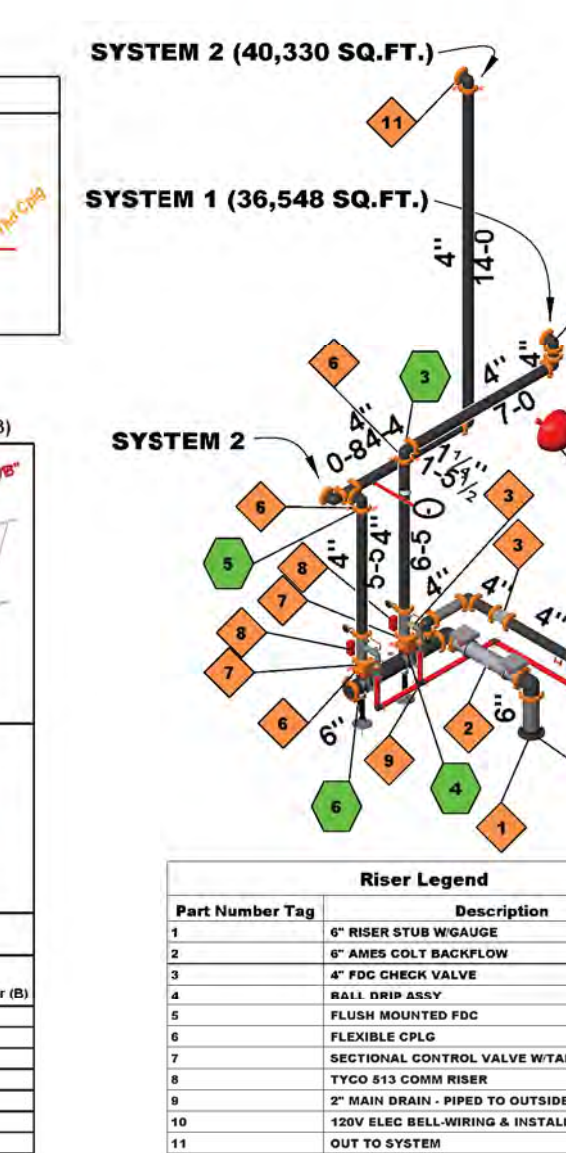 SYSTEM 2 (40,330 SQ.FT.)
11
Thd Cplg
SYSTEM 1 (36,548 SQ.FT.)
4"
14-0
4"
6
3
4"
7-0
4"
0-8
4-4
SYSTEM 2
6
3
5
8
4"
5-5
4"
6-5
3
7
4"
4"
4"
8
7
6
6"
2
6"
9
4
6
1
Riser Legend
Part Number Tag Description
1 6" RISER STUB W/GAUGE
2 6" AMES COLT BACKFLOW
3 4" FDC CHECK VALVE
4 BALL DRIP ASSY
5 FLUSH MOUNTED FDC
6 FLEXIBLE CPLG
7 SECTIONAL CONTROL VALVE W/TA
8 TYCO 513 COMM RISER
9 2" MAIN DRAIN - PIPED TO OUTSIDE
10 120V ELEC BELL-WIRING & INSTAL
11 OUT TO SYSTEM
r (B)